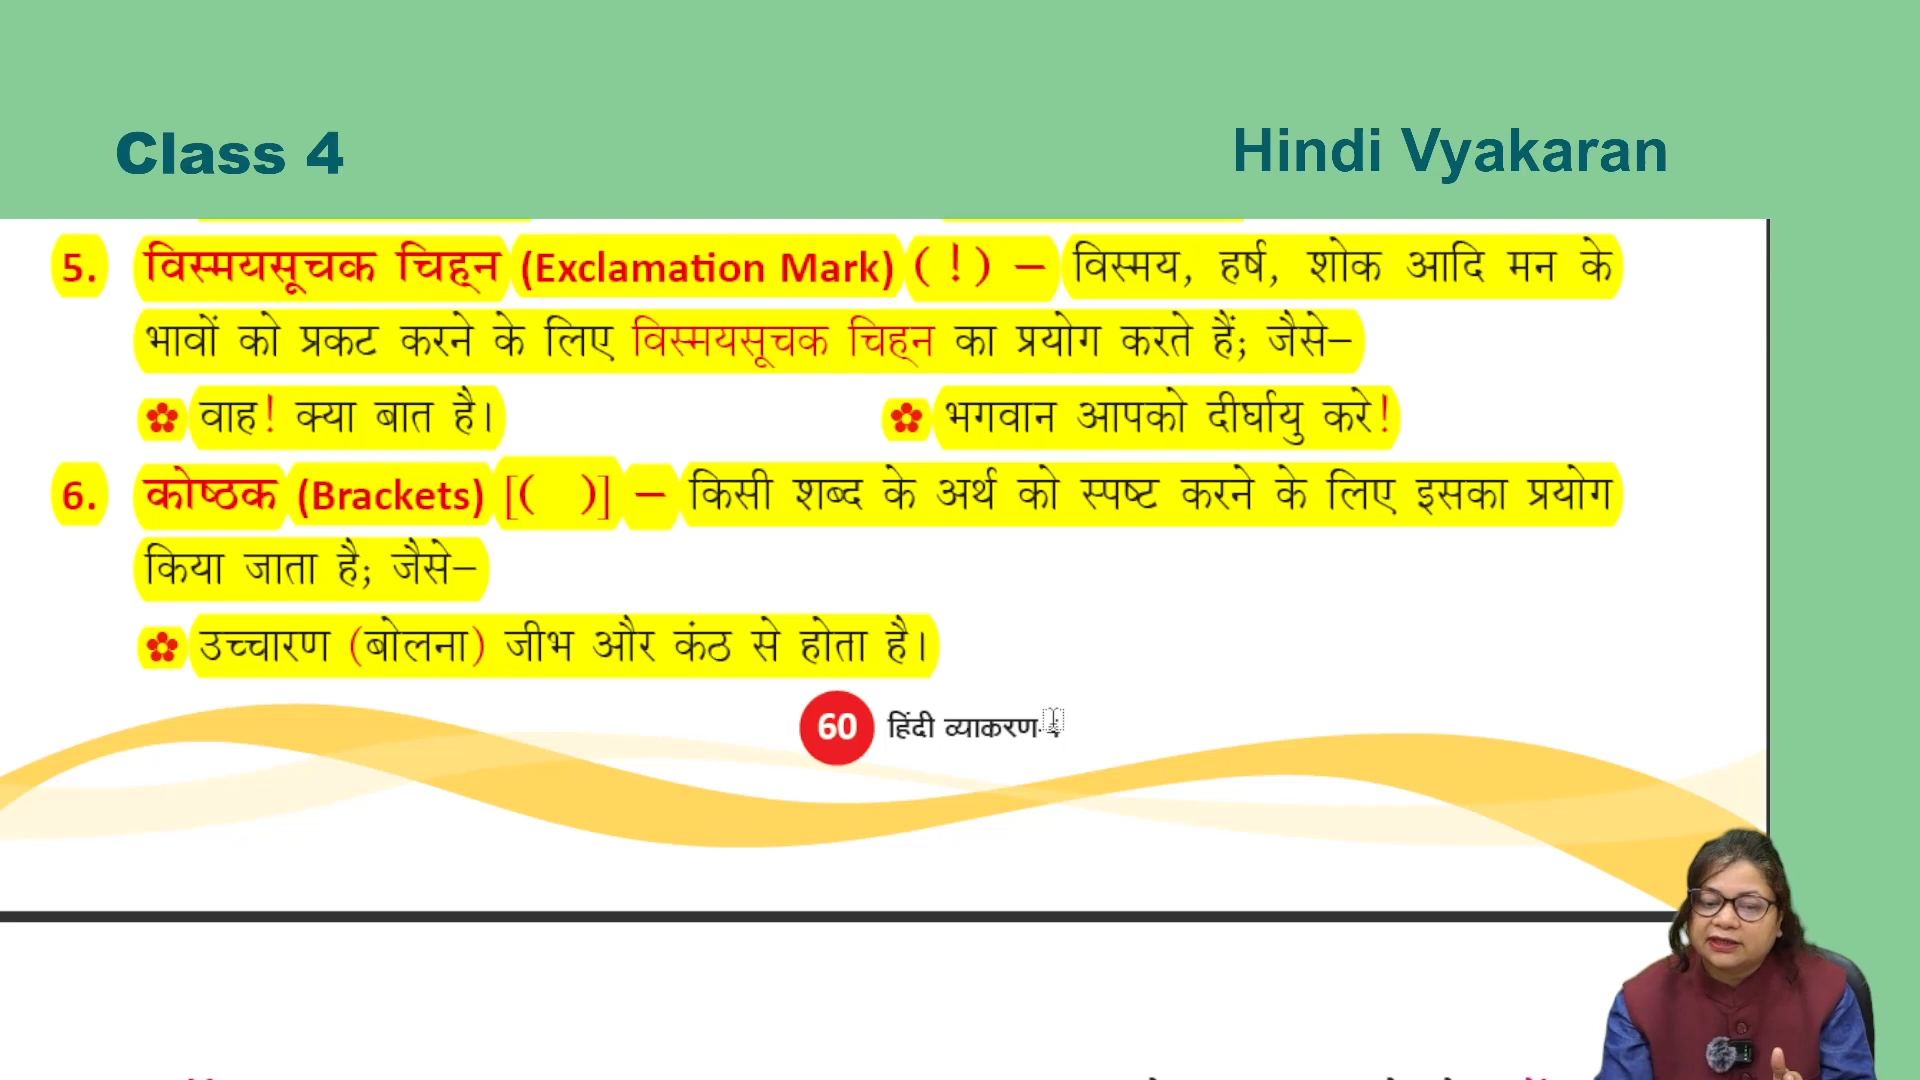 Class 4
Hindi Vyakaran
5. विस्मयसूचक चिह्न (Exclamation Mark) ( ! ) – विस्मय, हर्ष, शोक आदि मन के
भावों को प्रकट करने के लिए विस्मयसूचक चिह्न का प्रयोग करते हैं; जैसे–
वाह! क्या बात है। भगवान आपको दीर्घायु करे!
6. कोष्ठक (Brackets) [( )] – किसी शब्द के अर्थ को स्पष्ट करने के लिए इसका प्रयोग
किया जाता है; जैसे–
उच्चारण (बोलना) जीभ और कंठ से होता है।
60 हिंदी व्याकरण-4